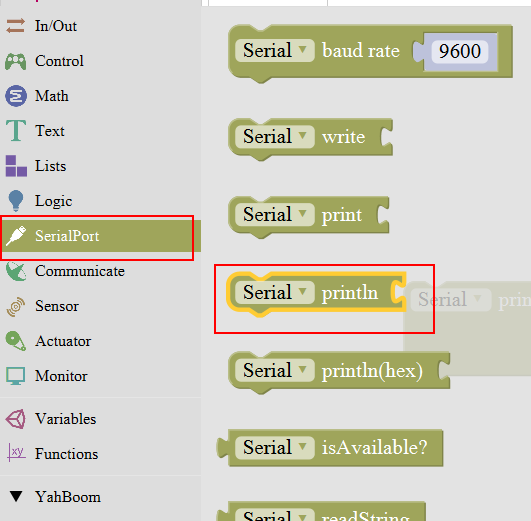 In/Out
Control
Math
Text
Lists
Logic
SerialPort
Communicate
Sensor
Actuator
Monitor
Variables
xy
Functions
YahBoom
Serial baud rate 9600
Serial write
Serial print
Serial println
Serial
Serial println(hex)
Serial isAvailable?
Serial readString